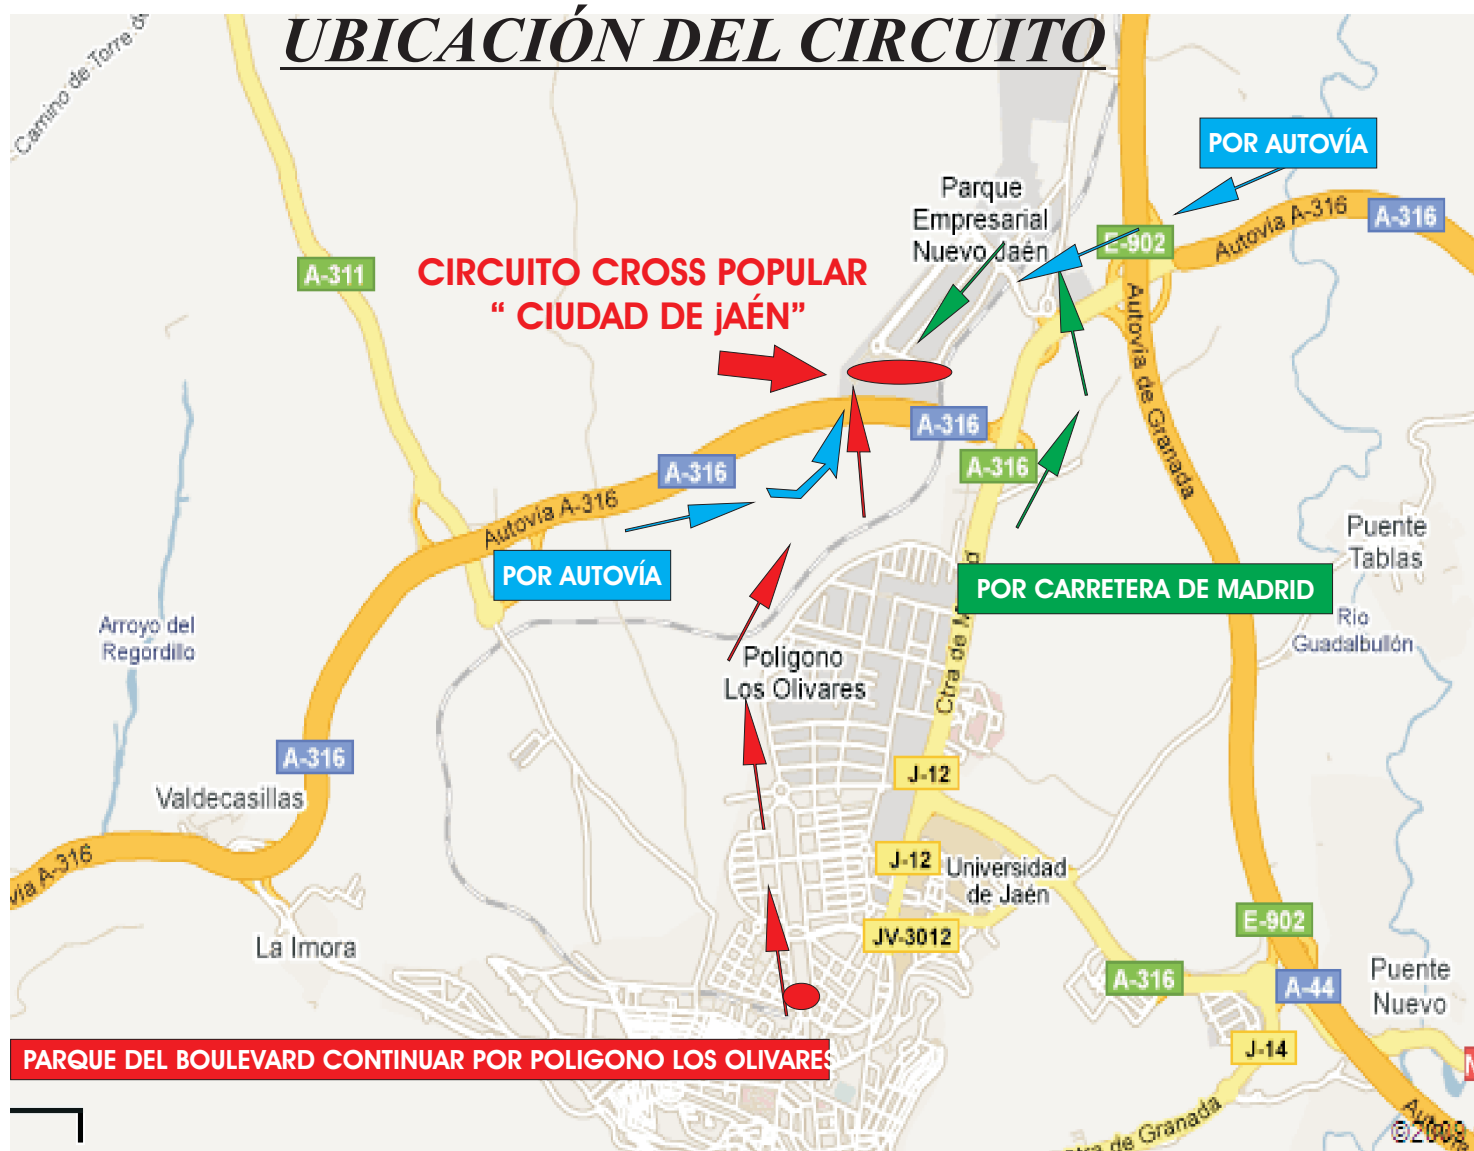 UBICACIÓN DEL CIRCUITO
Camino de Torre de
POR AUTOVÍA
Parque
Empresarial
Nuevo Jaén
E-902
Autovía A-316
A-316
A-311
CIRCUITO CROSS POPULAR
“ CIUDAD DE jAÉN”
Autovía de Granada
A-316
A-316
A-316
Autovía A-316
Puente
Tablas
POR AUTOVÍA
POR CARRETERA DE MADRID
Río
Guadalbullón
Arroyo del
Regordillo
Polígono
Los Olivares
Ctra de M d
A-316
J-12
Valdecasillas
vía A-316
J-12
Universidad
de Jaén
E-902
JV-3012
La Imora
A-316
A-44
Puente
Nuevo
J-14
PARQUE DEL BOULEVARD CONTINUAR POR POLIGONO LOS OLIVARES
tra de Granada
©2008